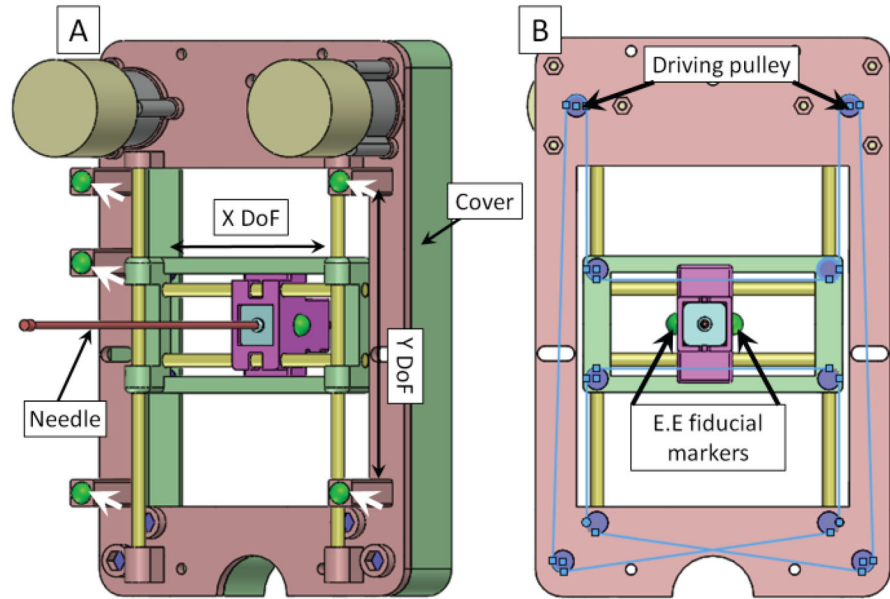 A
B
Driving pulley
X DoF
Cover
Y DoF
Needle
E.E fiducial
markers